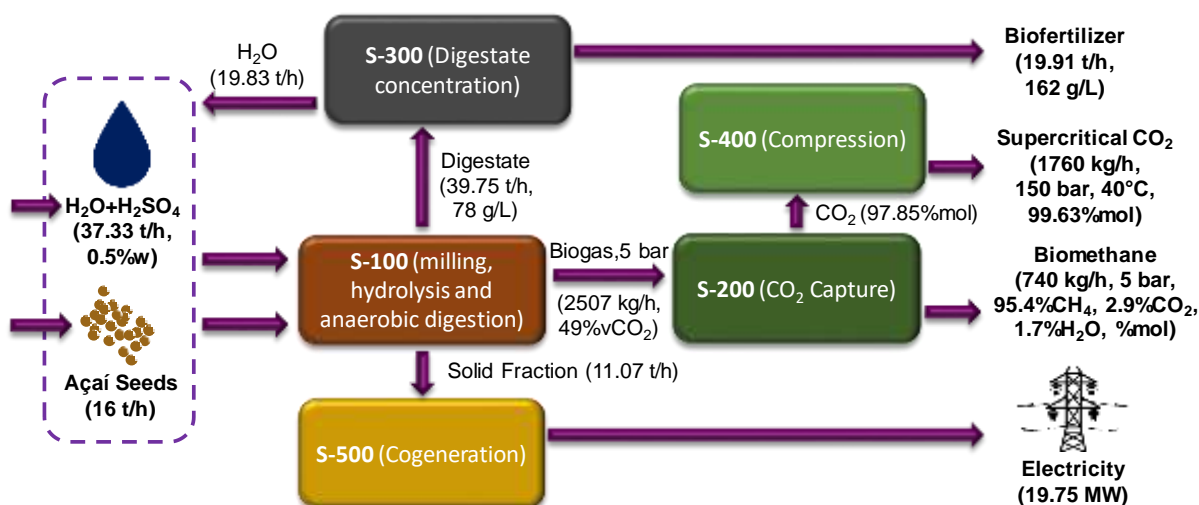 H₂O
(19.83 t/h)
S-300 (Digestate
concentration)
Biofertilizer
(19.91 t/h,
162 g/L)
H₂O+H₂SO₄
(37.33 t/h,
0.5%w)
Digestate
(39.75 t/h,
78 g/L)
S-400 (Compression)
Supercritical CO₂
(1760 kg/h,
150 bar, 40°C,
99.63%mol)
CO₂ (97.85%mol)
S-100 (milling,
hydrolysis and
anaerobic digestion)
Biogas,5 bar
(2507 kg/h,
49%vCO₂)
S-200 (CO₂ Capture)
Biomethane
(740 kg/h, 5 bar,
95.4%CH₄, 2.9%CO₂,
1.7%H₂O, %mol)
Açaí Seeds
(16 t/h)
Solid Fraction (11.07 t/h)
S-500 (Cogeneration)
Electricity
(19.75 MW)